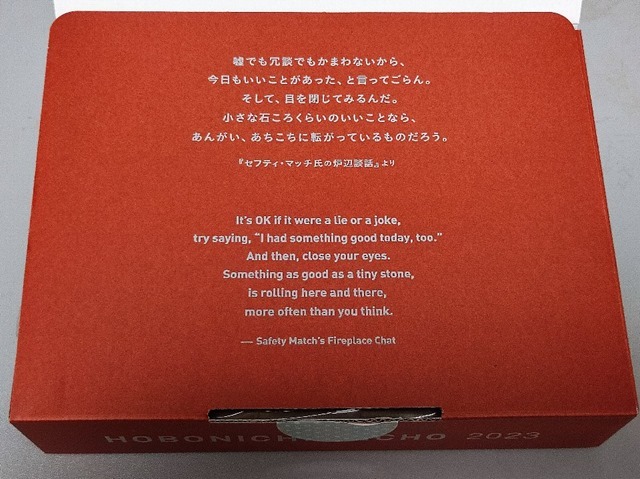 嘘でも冗談でもかまわないから、
今日もいいことがあった、と言ってごらん。
そして、目を閉じてみるんだ。
小さな石ころくらいのいいことなら、
あんがい、あちこちに転がっているものだろう。
『セフティ・マッチ氏の炉辺談話』より
It's OK if it were a lie or a joke,
try saying, “I had something good today, too.”
And then, close your eyes.
Something as good as a tiny stone,
is rolling here and there,
more often than you think.
— Safety Match's Fireplace Chat
HOBONICHI TECHO 2023